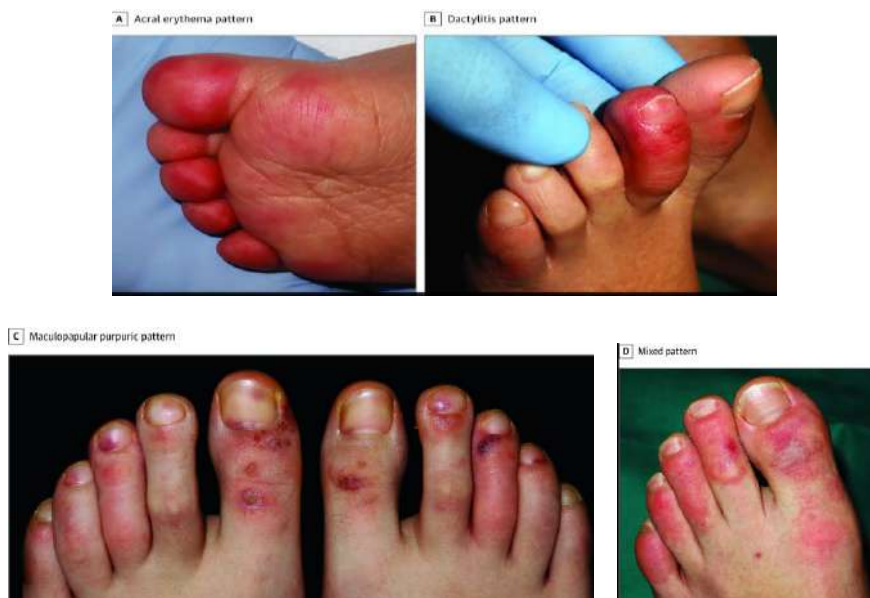 A Acral erythema pattern
B Dactylitis pattern
C Maculopapular purpuric pattern
D Mixed pattern